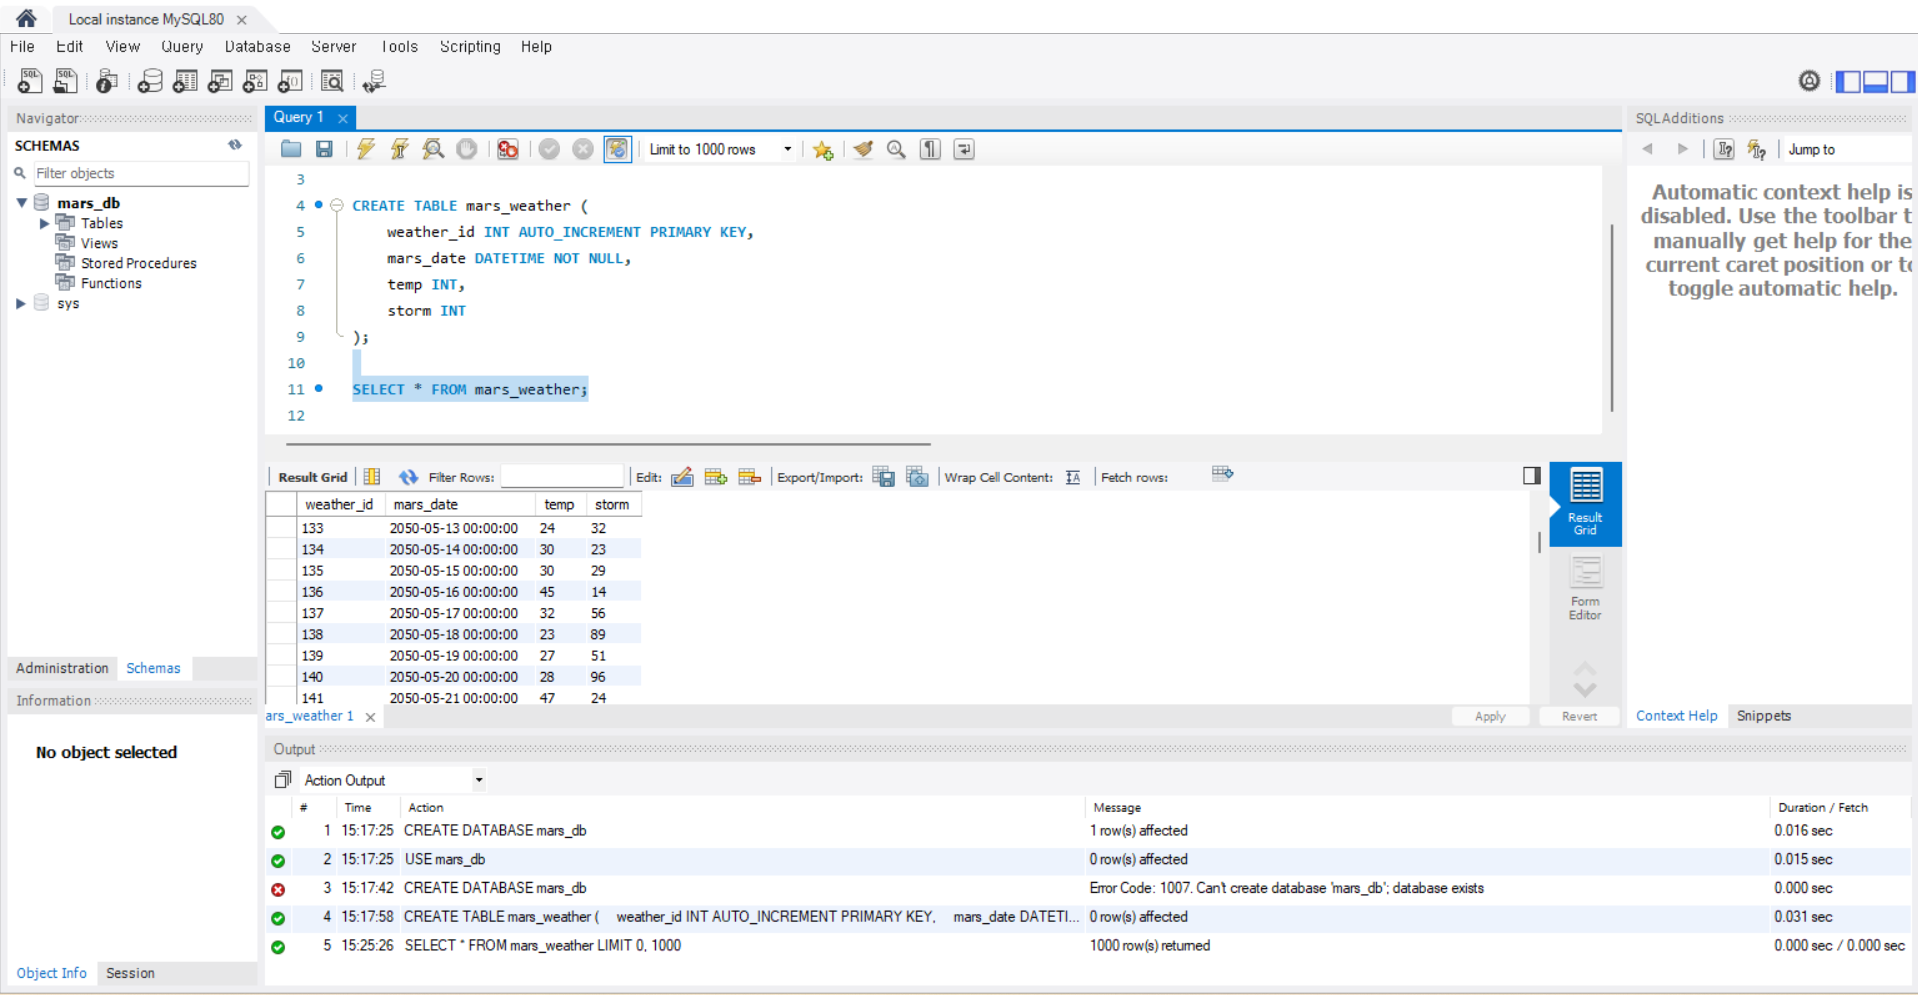 Local instance MySQL80
File Edit View Query Database Server Tools Scripting Help
Navigator
SCHEMAS
Filter objects
mars_db
Tables
Views
Stored Procedures
Functions
sys
Administration Schemas
Information
No object selected
Object Info Session
Query 1
Limit to 1000 rows
3
4 CREATE TABLE mars_weather (
5 weather_id INT AUTO_INCREMENT PRIMARY KEY,
6 mars_date DATETIME NOT NULL,
7 temp INT,
8 storm INT
9 );
10
11 SELECT * FROM mars_weather;
12
Result Grid Filter Rows: Edit: Export/Import: Wrap Cell Content: Fetch rows:
weather_id mars_date temp storm
133 2050-05-13 00:00:00 24 32
134 2050-05-14 00:00:00 30 23
135 2050-05-15 00:00:00 30 29
136 2050-05-16 00:00:00 45 14
137 2050-05-17 00:00:00 32 56
138 2050-05-18 00:00:00 23 89
139 2050-05-19 00:00:00 27 51
140 2050-05-20 00:00:00 28 96
141 2050-05-21 00:00:00 47 24
Result
Grid
Form
Editor
ars_weather 1 Apply Revert
SQLAdditions
Jump to
Automatic context help is
disabled. Use the toolbar t
manually get help for the
current caret position or to
toggle automatic help.
Context Help Snippets
Output
Action Output
# Time Action Message Duration / Fetch
1 15:17:25 CREATE DATABASE mars_db 1 row(s) affected 0.016 sec
2 15:17:25 USE mars_db 0 row(s) affected 0.015 sec
3 15:17:42 CREATE DATABASE mars_db Error Code: 1007. Can't create database 'mars_db'; database exists 0.000 sec
4 15:17:58 CREATE TABLE mars_weather ( weather_id INT AUTO_INCREMENT PRIMARY KEY, mars_date DATETI... 0 row(s) affected 0.031 sec
5 15:25:26 SELECT * FROM mars_weather LIMIT 0, 1000 1000 row(s) returned 0.000 sec / 0.000 sec